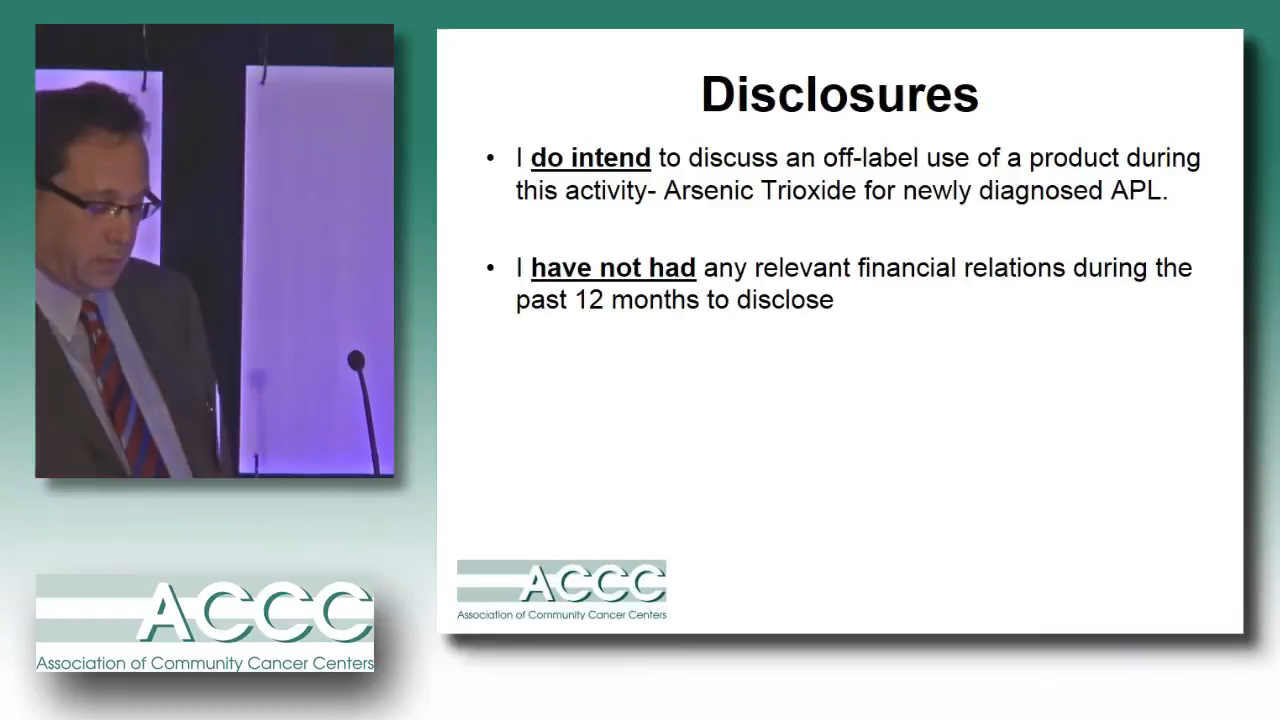 Disclosures
• I do intend to discuss an off-label use of a product during
this activity- Arsenic Trioxide for newly diagnosed APL.
• I have not had any relevant financial relations during the
past 12 months to disclose
ACCC
Association of Community Cancer Centers
ACCC
Association of Community Cancer Centers